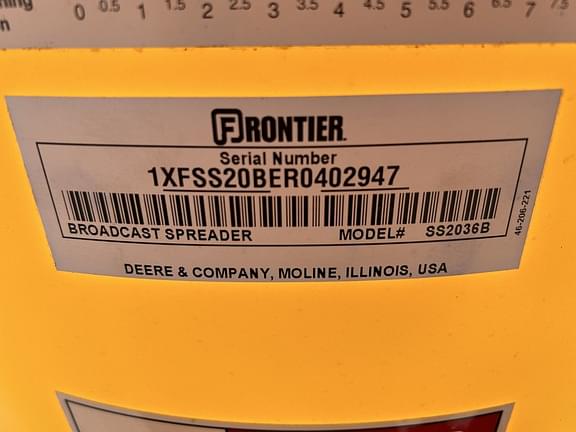 0 0.5 1 1.5 2 2.5 3 3.5 4 4.5 5 5.5 6 6.5 7 7.5
FRONTIER
Serial Number
1XFSS20BER0402947
BROADCAST SPREADER MODEL# SS2036B
46-206-221
DEERE & COMPANY, MOLINE, ILLINOIS, USA